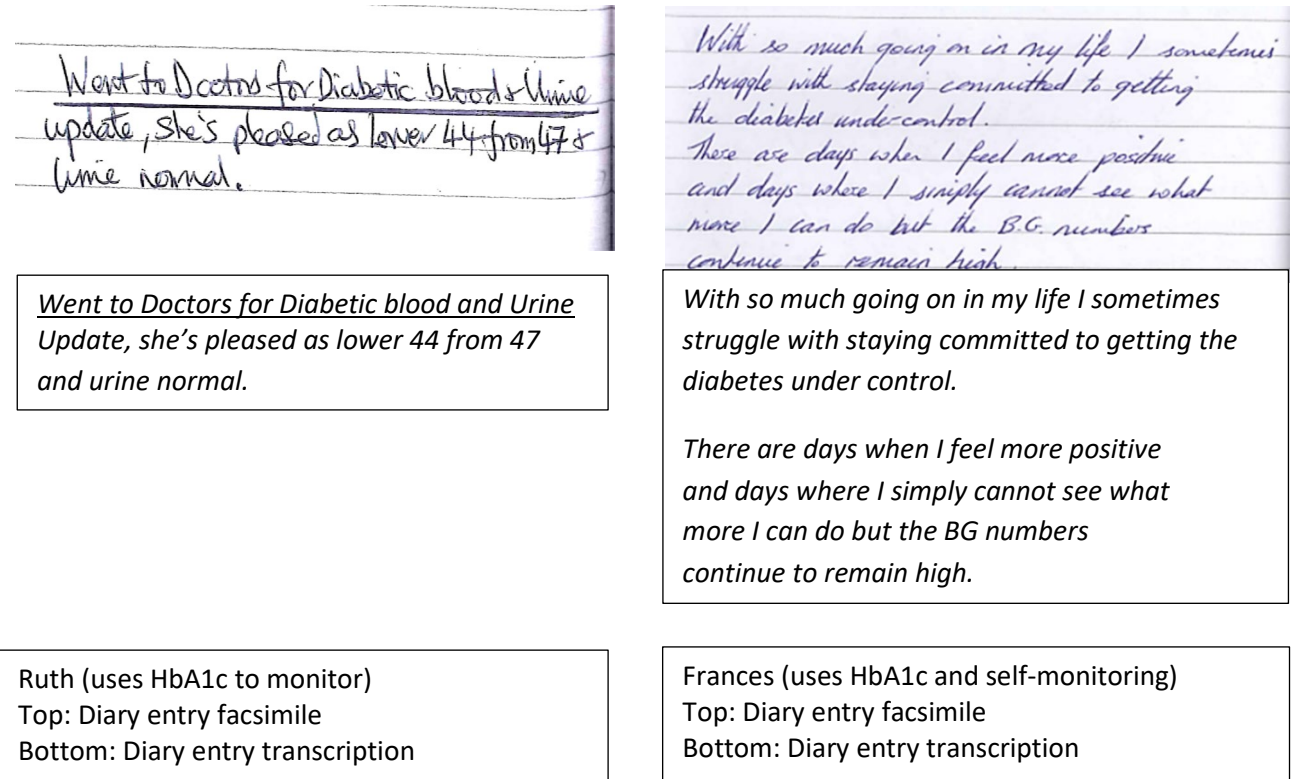 Went to Doctors for Diabetic blood & Urine
update, she's pleased as lower 44 from 47 &
Urine normal.
Went to Doctors for Diabetic blood and Urine
Update, she's pleased as lower 44 from 47
and urine normal.
Ruth (uses HbA1c to monitor)
Top: Diary entry facsimile
Bottom: Diary entry transcription
With so much going on in my life I sometimes
struggle with staying committed to getting
the diabetes under-control.
There are days when I feel more positive
and days where I simply cannot see what
more I can do but the B.G. numbers
continue to remain high.
With so much going on in my life I sometimes
struggle with staying committed to getting the
diabetes under control.
There are days when I feel more positive
and days where I simply cannot see what
more I can do but the BG numbers
continue to remain high.
Frances (uses HbA1c and self-monitoring)
Top: Diary entry facsimile
Bottom: Diary entry transcription